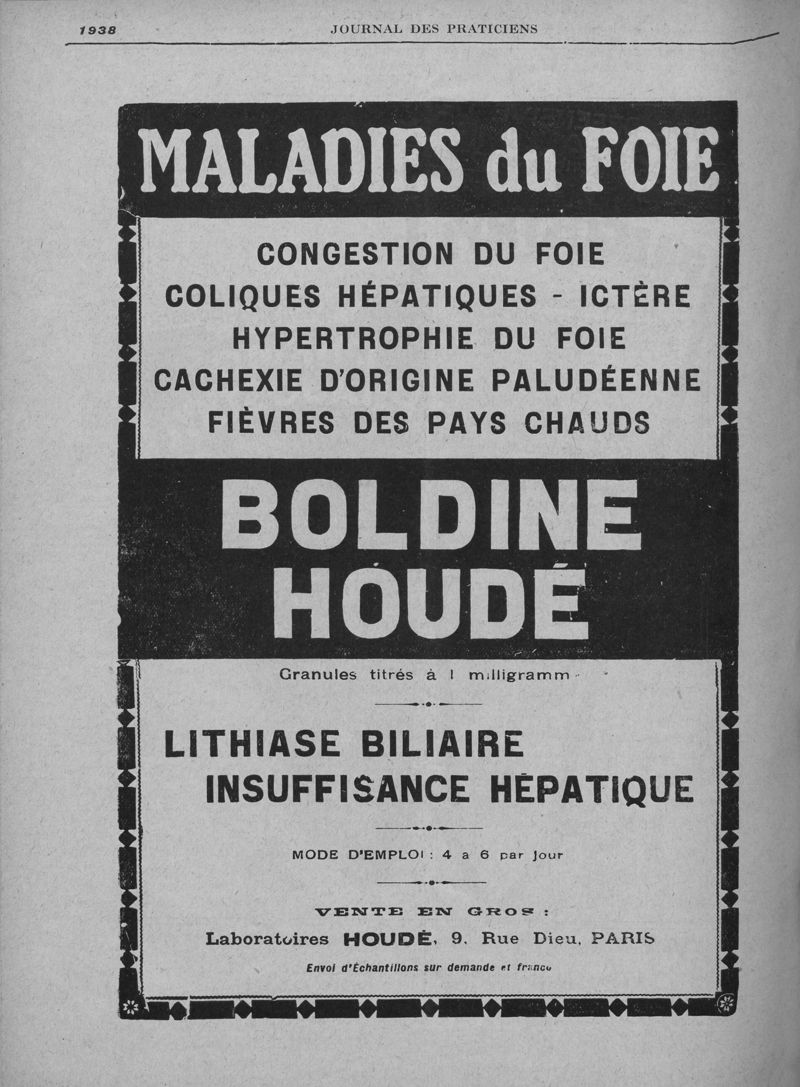 1938
JOURNAL DES PRATICIENS
MALADIES du FOIE
CONGESTION DU FOIE
COLIQUES HÉPATIQUES - ICTÈRE
HYPERTROPHIE DU FOIE
CACHEXIE D'ORIGINE PALUDÉENNE
FIÈVRES DES PAYS CHAUDS
BOLDINE
HOUDÉ
Granules titrés à 1 milligramm
LITHIASE BILIAIRE
INSUFFISANCE HÉPATIQUE
MODE D'EMPLOI : 4 a 6 par jour
VENTE EN GROS :
Laboratoires HOUDÉ, 9, Rue Dieu, PARIS
Envoi d'Échantillons sur demande et franco